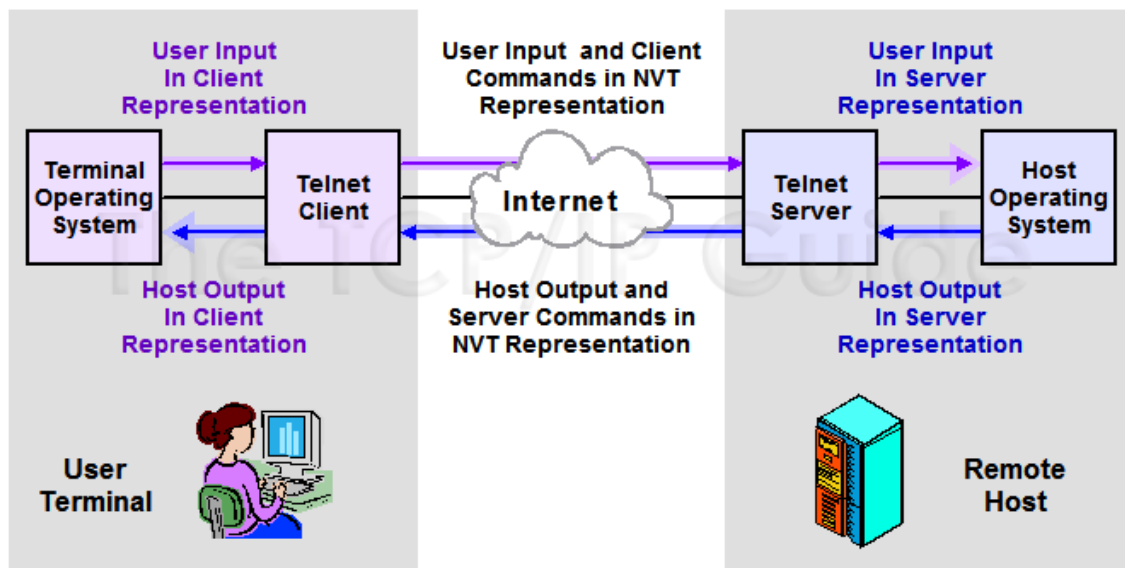 User Input
In Client
Representation
User Input and Client
Commands in NVT
Representation
User Input
In Server
Representation
Terminal
Operating
System
Telnet
Client
Internet
Telnet
Server
Host
Operating
System
The TCP/IP Guide
Host Output
In Client
Representation
Host Output and
Server Commands in
NVT Representation
Host Output
In Server
Representation
User
Terminal
Remote
Host